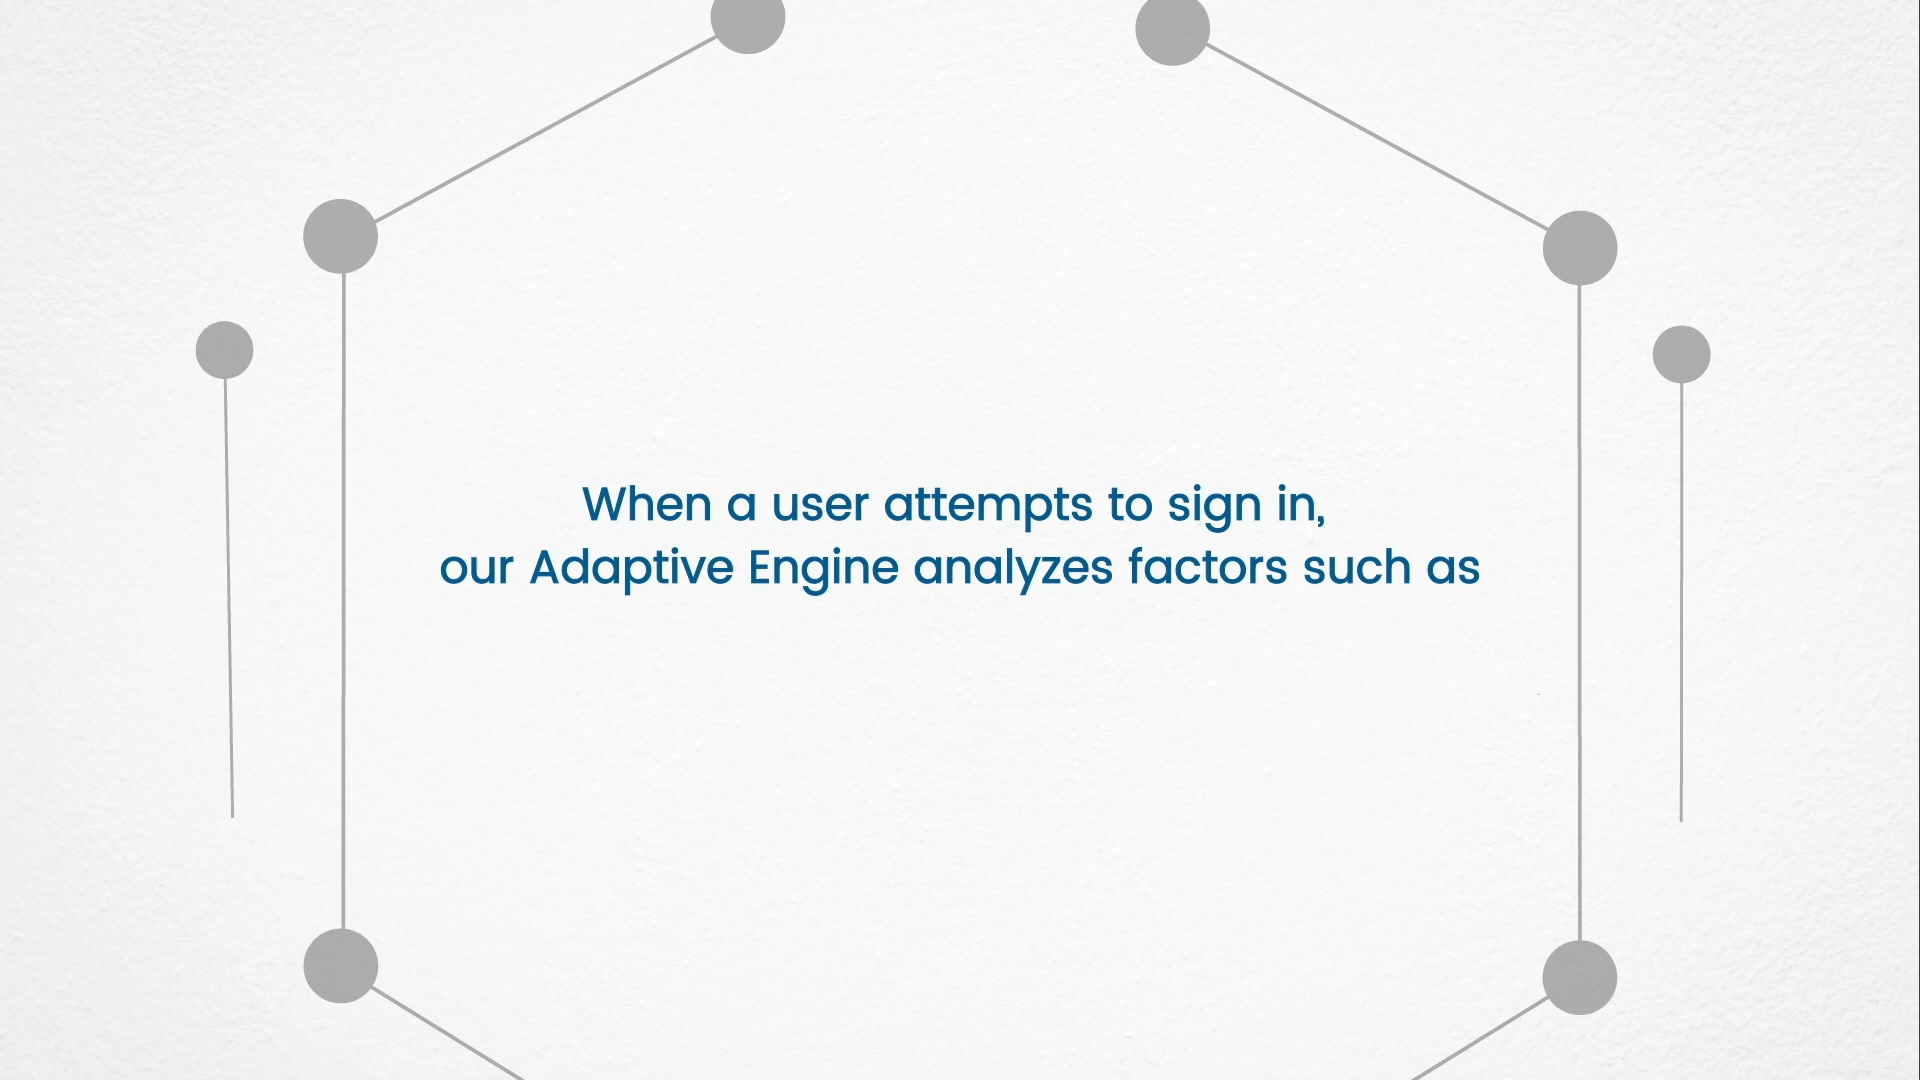 When a user attempts to sign in,
our Adaptive Engine analyzes factors such as